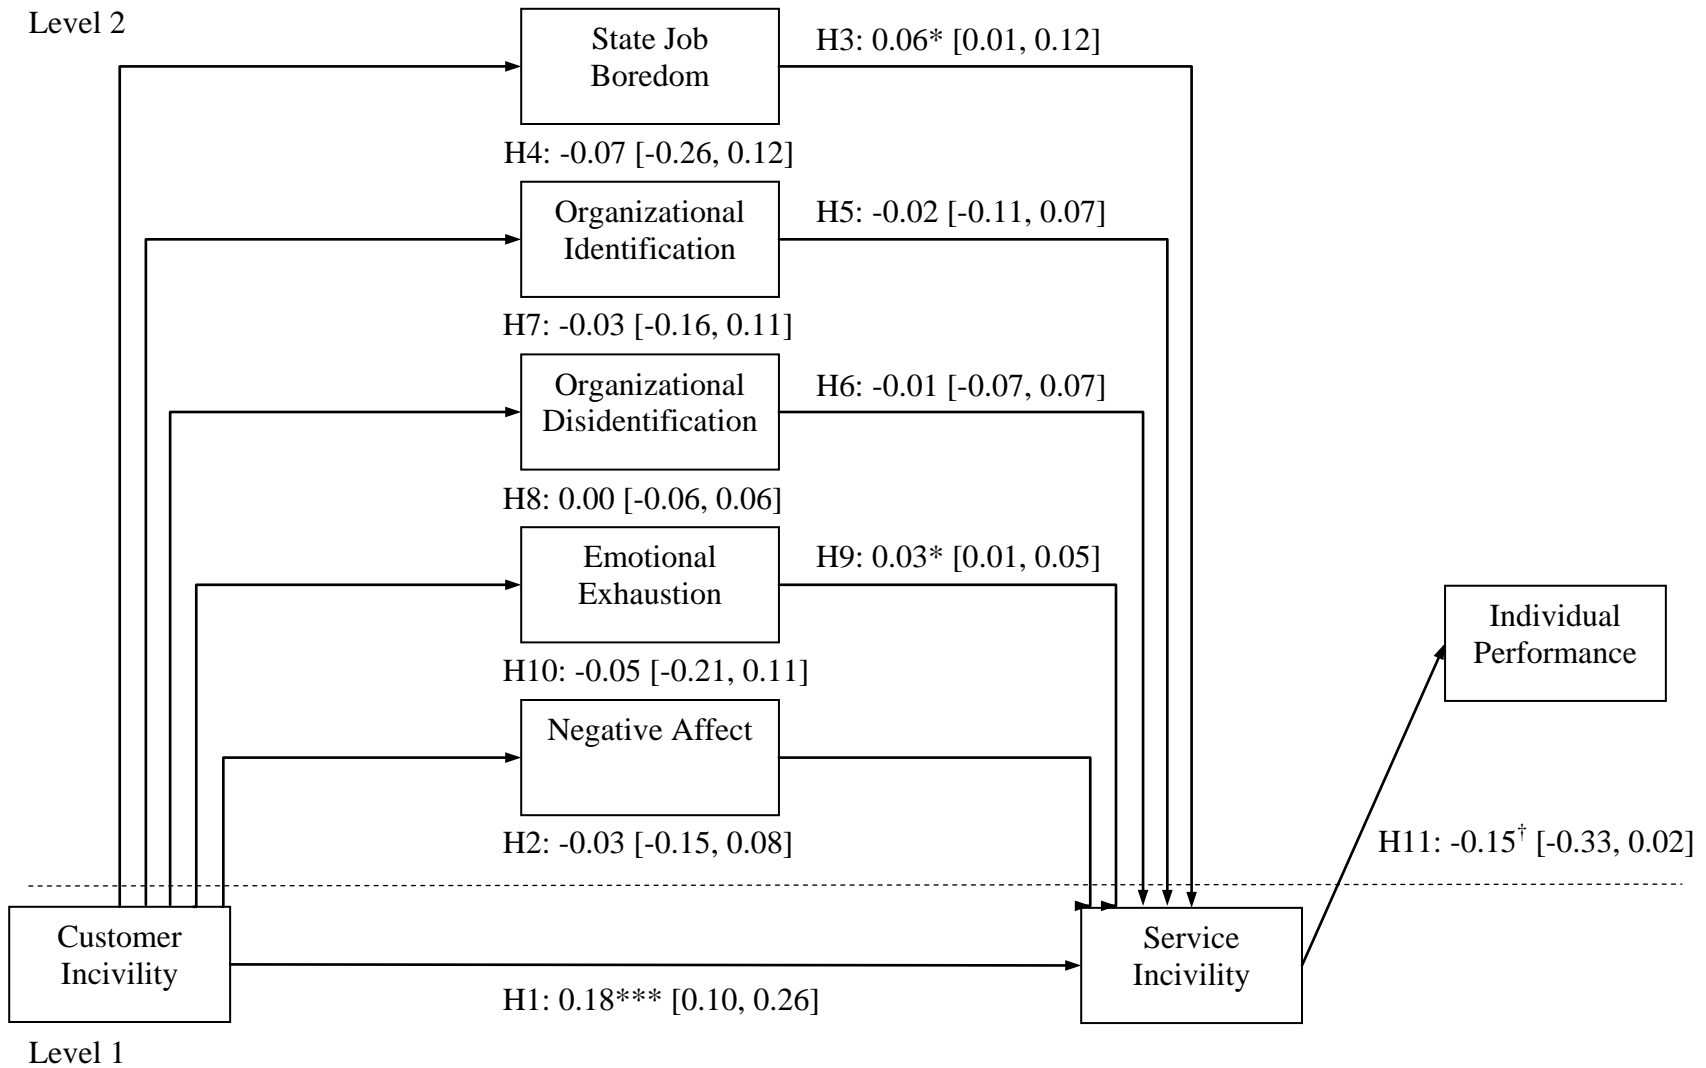 Level 2
State Job
Boredom
H3: 0.06* [0.01, 0.12]
H4: -0.07 [-0.26, 0.12]
Organizational
Identification
H5: -0.02 [-0.11, 0.07]
H7: -0.03 [-0.16, 0.11]
Organizational
Disidentification
H6: -0.01 [-0.07, 0.07]
H8: 0.00 [-0.06, 0.06]
Emotional
Exhaustion
H9: 0.03* [0.01, 0.05]
H10: -0.05 [-0.21, 0.11]
Individual
Performance
Negative Affect
H2: -0.03 [-0.15, 0.08]
H11: -0.15† [-0.33, 0.02]
Customer
Incivility
Service
Incivility
H1: 0.18*** [0.10, 0.26]
Level 1